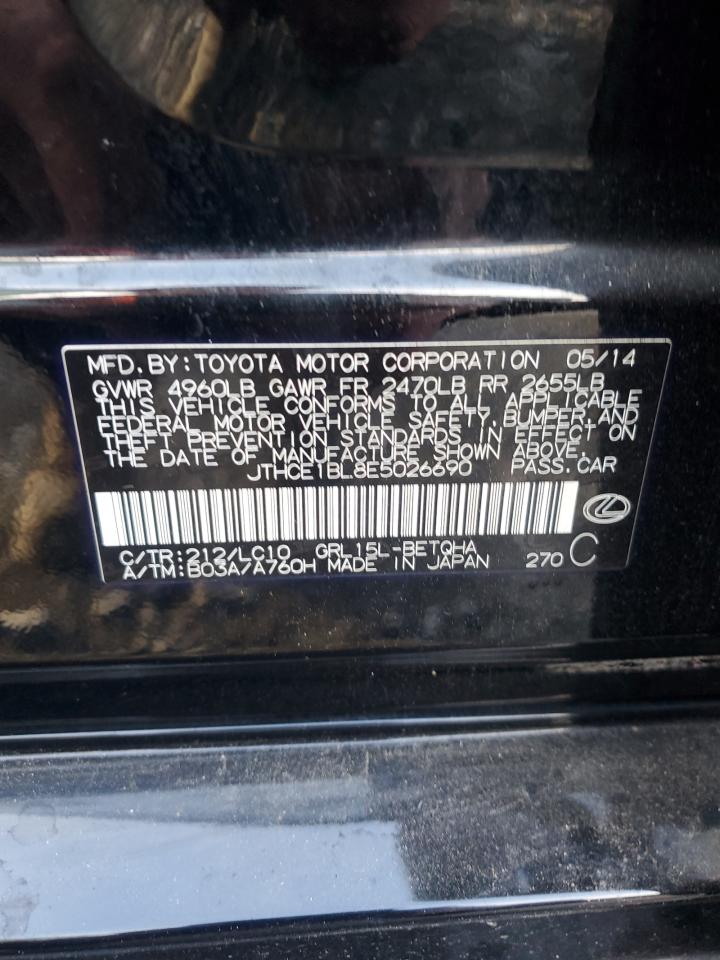 MFD. BY: TOYOTA MOTOR CORPORATION 05/14
GVWR 4960LB GAWR FR 2470LB RR 2655LB
THIS VEHICLE CONFORMS TO ALL APPLICABLE
FEDERAL MOTOR VEHICLE SAFETY, BUMPER, AND
THEFT PREVENTION STANDARDS IN EFFECT ON
THE DATE OF MANUFACTURE SHOWN ABOVE.
JTHCE1BL8E5026690 PASS. CAR
C/TR: 212/LC10 GRL15L-BETQHA
A/TM: B03A/A760H MADE IN JAPAN 270 C